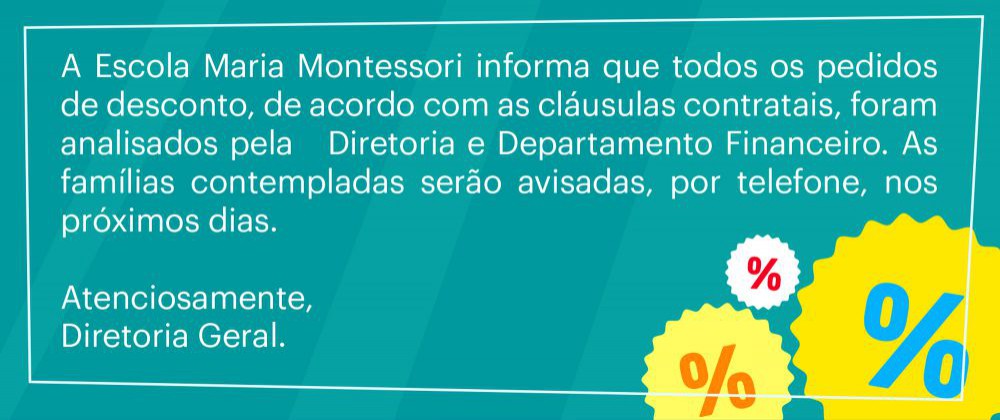 A Escola Maria Montessori informa que todos os pedidos
de desconto, de acordo com as cláusulas contratais, foram
analisados pela Diretoria e Departamento Financeiro. As
famílias contempladas serão avisadas, por telefone, nos
próximos dias.
Atenciosamente,
Diretoria Geral.
%
%
%